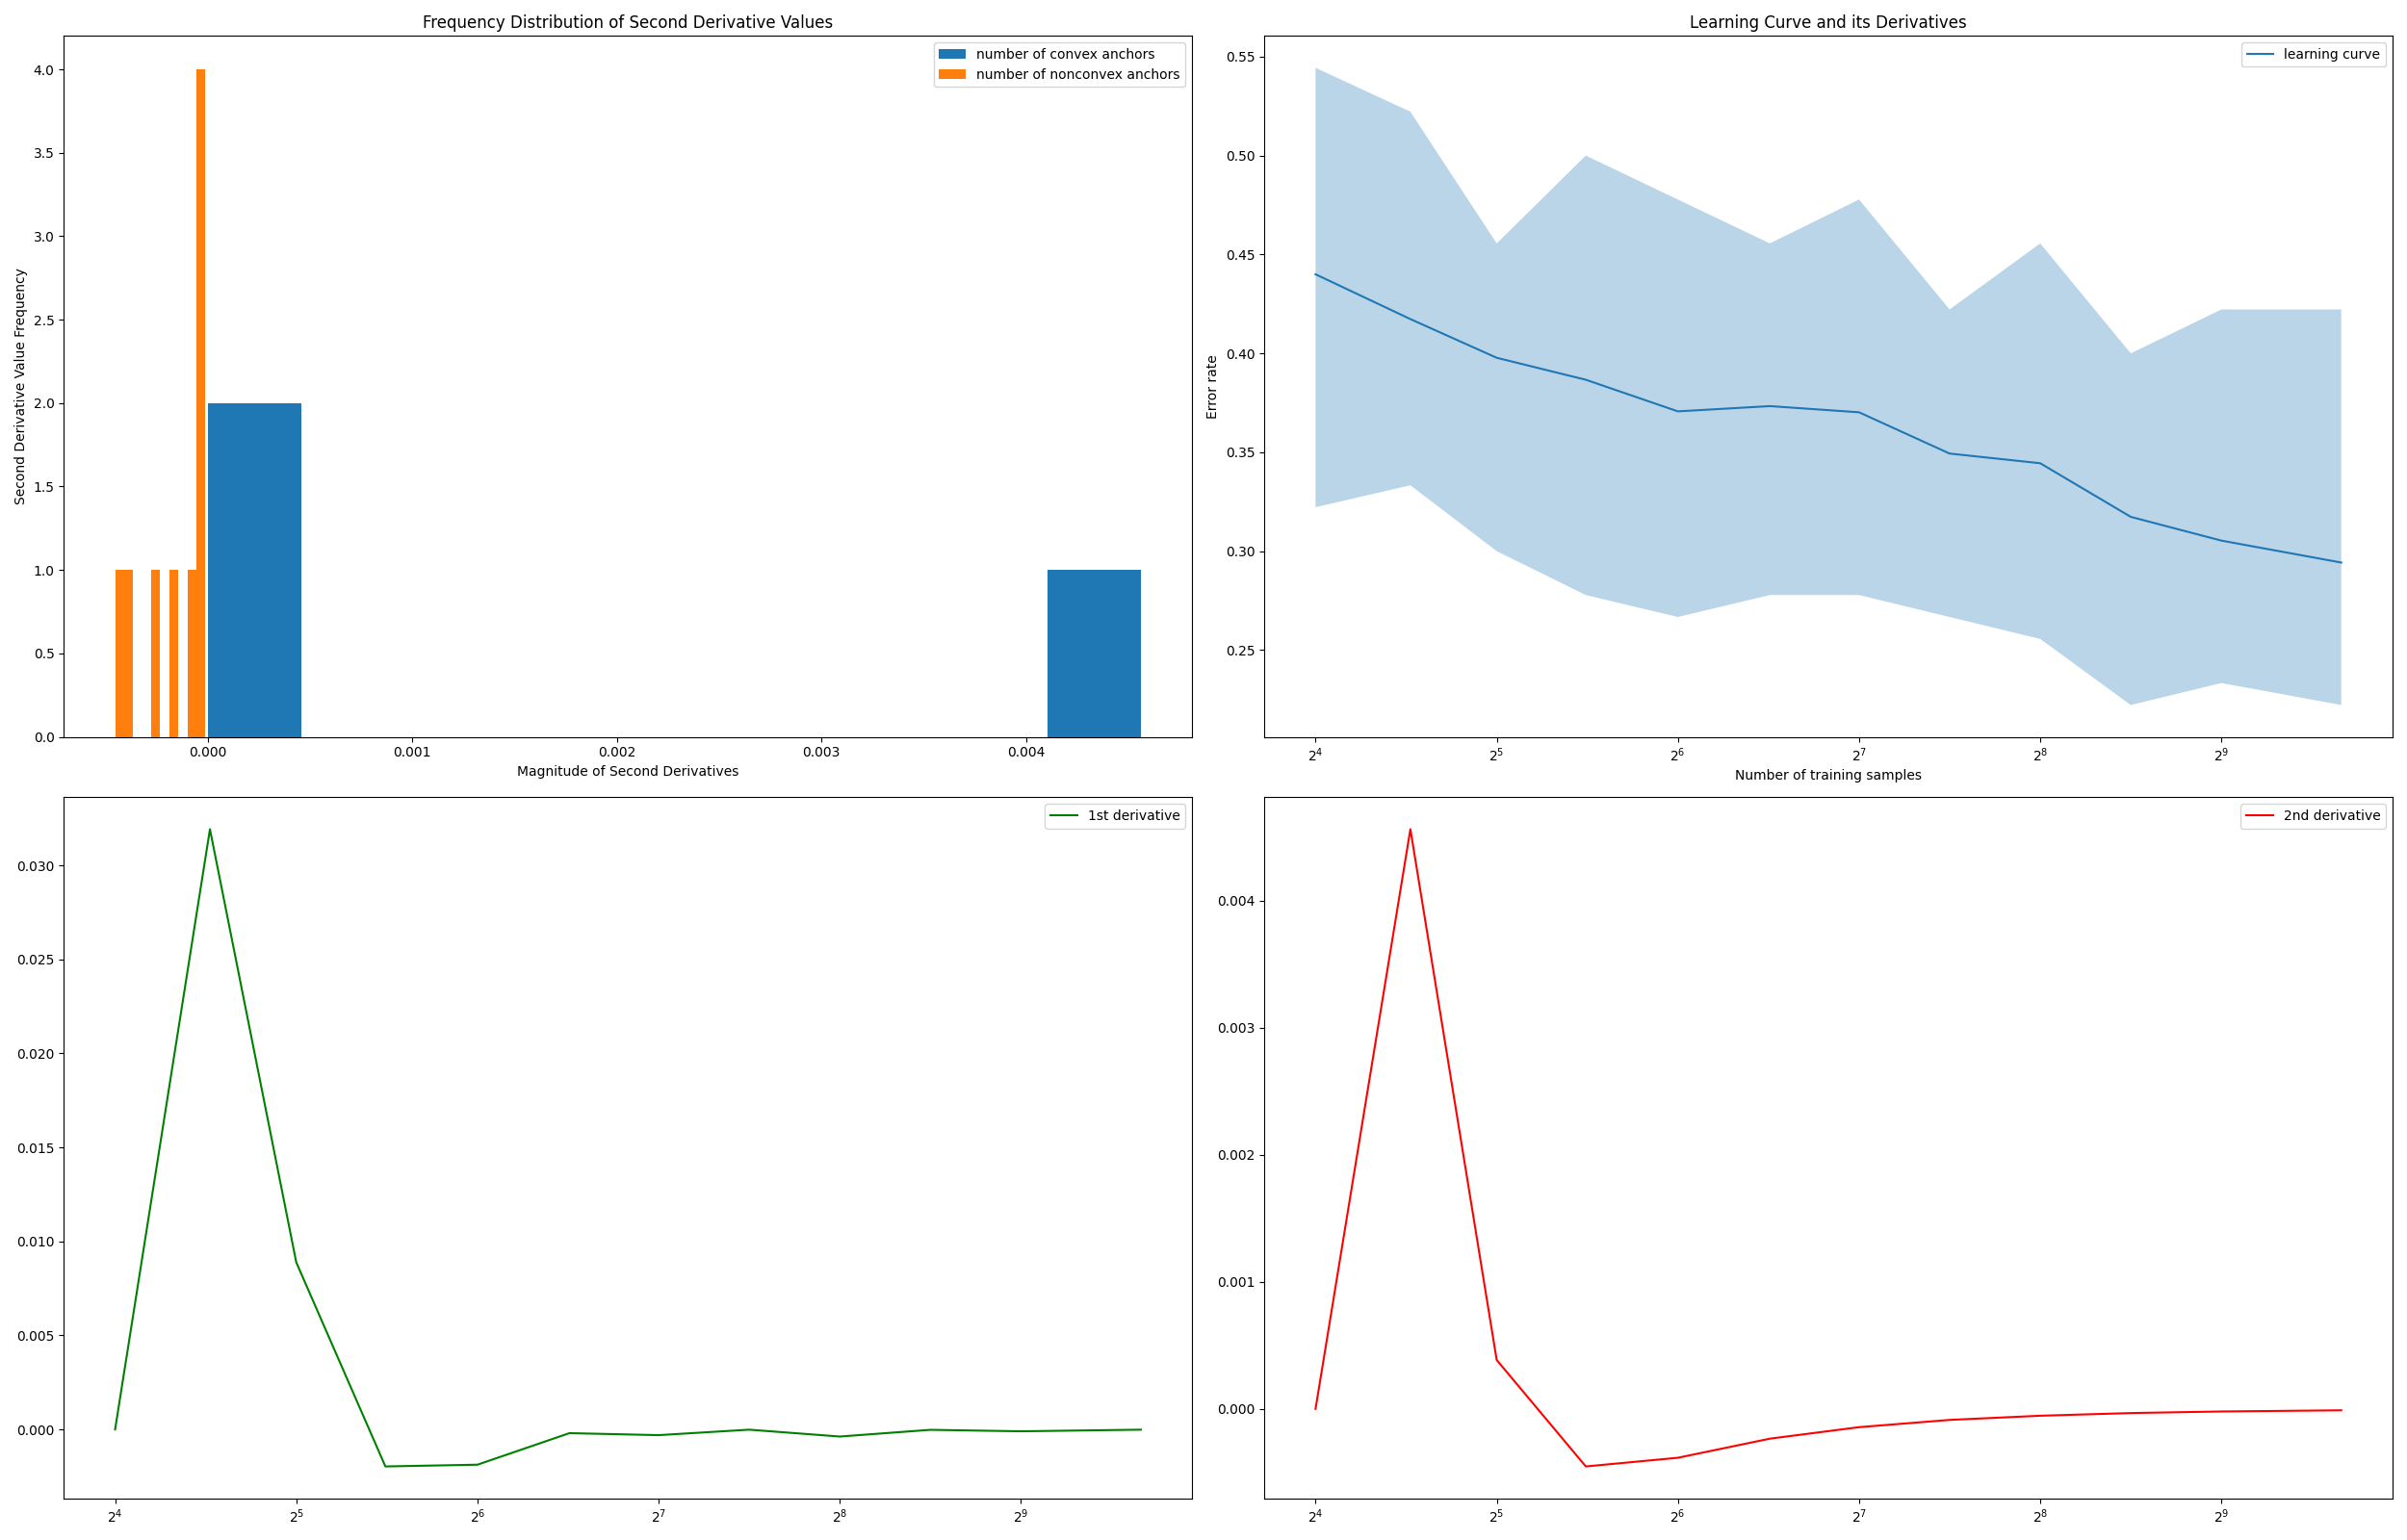 Frequency Distribution of Second Derivative Values
number of convex anchors
number of nonconvex anchors
4.0
3.5
3.0
2.5
2.0
1.5
1.0
0.5
0.0
Second Derivative Value Frequency
0.000 0.001 0.002 0.003 0.004
Magnitude of Second Derivatives
Learning Curve and its Derivatives
learning curve
0.55
0.50
0.45
0.40
0.35
0.30
0.25
Error rate
2⁴ 2⁵ 2⁶ 2⁷ 2⁸ 2⁹
Number of training samples
1st derivative
0.030
0.025
0.020
0.015
0.010
0.005
0.000
2⁴ 2⁵ 2⁶ 2⁷ 2⁸ 2⁹
2nd derivative
0.004
0.003
0.002
0.001
0.000
2⁴ 2⁵ 2⁶ 2⁷ 2⁸ 2⁹